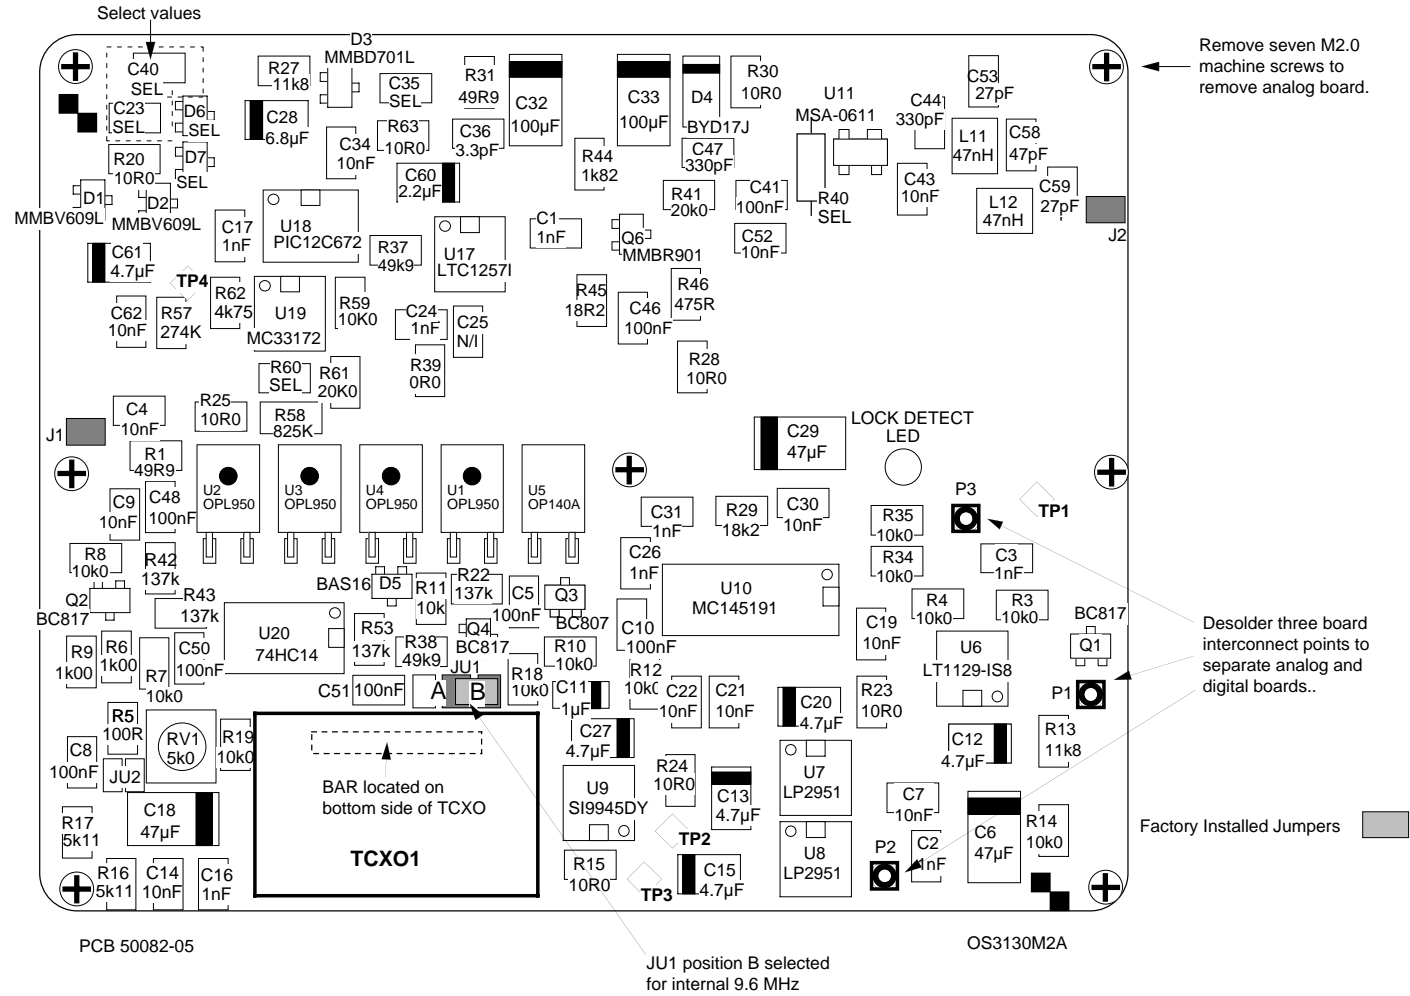 Select values
C40
SEL
C23
SEL
D6
SEL
D7
SEL
R20
10R0
D1
MMBV609L
D2
MMBV609L
R27
11k8
D3
MMBD701L
C28
6.8µF
C35
SEL
R31
49R9
C34
10nF
R63
10R0
C36
3.3pF
C60
2.2µF
C32
100µF
C33
100µF
D4
BYD17J
R30
10R0
C47
330pF
R44
1k82
R41
20k0
C41
100nF
U11
MSA-0611
R40
SEL
C44
330pF
C53
27pF
L11
47nH
C58
47pF
C43
10nF
L12
47nH
C59
27pF
J2
Remove seven M2.0
machine screws to
remove analog board.
C61
4.7µF
TP4
C17
1nF
U18
PIC12C672
R37
49k9
U17
LTC1257I
C1
1nF
Q6
MMBR901
C52
10nF
C62
10nF
R57
274K
R62
4k75
U19
MC33172
R59
10K0
C24
1nF
C25
N/I
R45
18R2
C46
100nF
R46
475R
R28
10R0
R60
SEL
R61
20K0
R39
0R0
C4
10nF
R25
10R0
R58
825K
J1
R1
49R9
C29
47µF
LOCK DETECT
LED
C9
10nF
C48
100nF
U2
OPL950
U3
OPL950
U4
OPL950
U1
OPL950
U5
OP140A
C31
1nF
R29
18k2
C30
10nF
R35
10k0
P3
TP1
R8
10k0
R42
137k
BAS16
D5
R11
10k
R22
137k
C5
100nF
Q3
BC807
C26
1nF
U10
MC145191
R34
10k0
C3
1nF
Q2
BC817
R43
137k
U20
74HC14
R53
137k
R38
49k9
Q4
BC817
R10
10k0
C10
100nF
C19
10nF
R4
10k0
R3
10k0
BC817
Q1
U6
LT1129-IS8
Desolder three board
interconnect points to
separate analog and
digital boards..
R9
1k00
R6
1k00
R7
10k0
C50
100nF
C51
100nF
JU1
A
B
R18
10k0
C11
1µF
R12
10k0
C22
10nF
C21
10nF
C20
4.7µF
R23
10R0
P1
R5
100R
C8
100nF
JU2
RV1
5k0
R19
10k0
BAR located on
bottom side of TCXO
C27
4.7µF
C12
4.7µF
R13
11k8
R17
5k11
C18
47µF
TCXO1
U9
SI9945DY
R24
10R0
C13
4.7µF
U7
LP2951
C7
10nF
C6
47µF
R14
10k0
Factory Installed Jumpers
TP2
R16
5k11
C14
10nF
C16
1nF
R15
10R0
TP3
C15
4.7µF
U8
LP2951
P2
C2
1nF
PCB 50082-05
OS3130M2A
JU1 position B selected
for internal 9.6 MHz